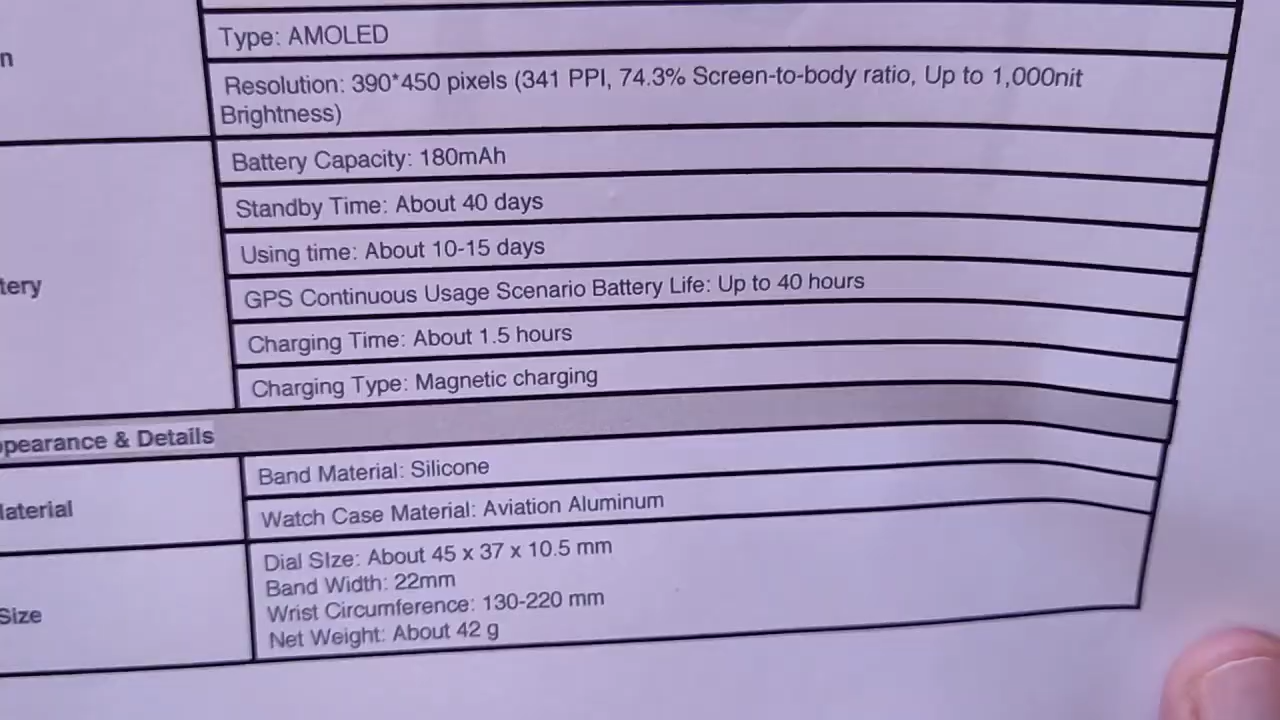 n
Type: AMOLED
Resolution: 390*450 pixels (341 PPI, 74.3% Screen-to-body ratio, Up to 1,000nit
Brightness)
tery
Battery Capacity: 180mAh
Standby Time: About 40 days
Using time: About 10-15 days
GPS Continuous Usage Scenario Battery Life: Up to 40 hours
Charging Time: About 1.5 hours
Charging Type: Magnetic charging
ppearance & Details
Material
Band Material: Silicone
Watch Case Material: Aviation Aluminum
Size
Dial SIze: About 45 x 37 x 10.5 mm
Band Width: 22mm
Wrist Circumference: 130-220 mm
Net Weight: About 42 g